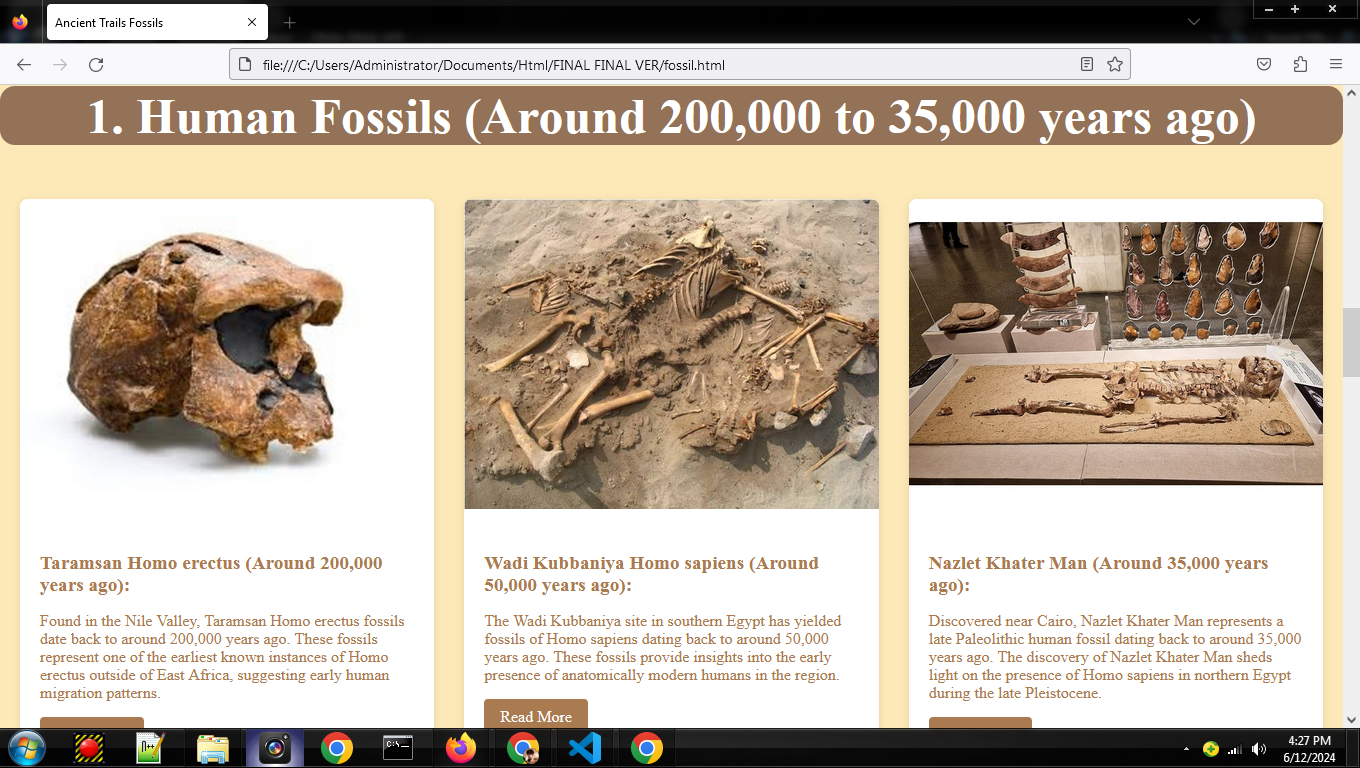 Ancient Trails Fossils
file:///C:/Users/Administrator/Documents/Html/FINAL FINAL VER/fossil.html
1. Human Fossils (Around 200,000 to 35,000 years ago)
Taramsan Homo erectus (Around 200,000
years ago):
Found in the Nile Valley, Taramsan Homo erectus fossils
date back to around 200,000 years ago. These fossils
represent one of the earliest known instances of Homo
erectus outside of East Africa, suggesting early human
migration patterns.
Wadi Kubbaniya Homo sapiens (Around
50,000 years ago):
The Wadi Kubbaniya site in southern Egypt has yielded
fossils of Homo sapiens dating back to around 50,000
years ago. These fossils provide insights into the early
presence of anatomically modern humans in the region.
Read More
Nazlet Khater Man (Around 35,000 years
ago):
Discovered near Cairo, Nazlet Khater Man represents a
late Paleolithic human fossil dating back to around 35,000
years ago. The discovery of Nazlet Khater Man sheds
light on the presence of Homo sapiens in northern Egypt
during the late Pleistocene.
4:27 PM
6/12/2024